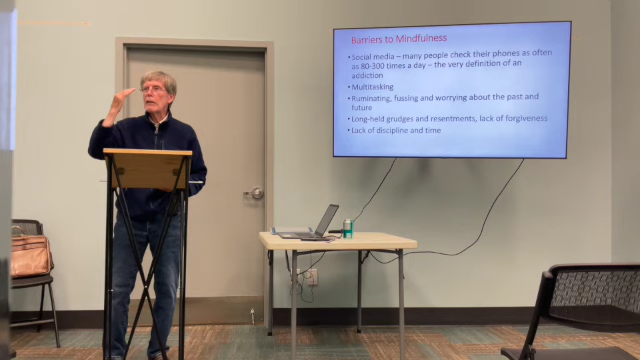 Barriers to Mindfulness
• Social media – many people check their phones as often
as 80-300 times a day – the very definition of an
addiction
• Multitasking
• Ruminating, fussing and worrying about the past and
future
• Long-held grudges and resentments, lack of forgiveness
• Lack of discipline and time